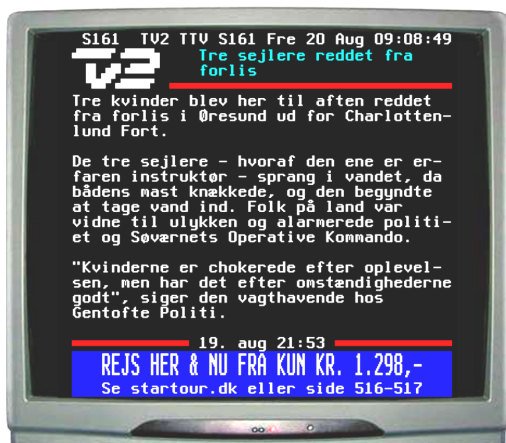 S161 TV2 TTV S161 Fre 20 Aug 09:08:49
TV2
Tre sejlere reddet fra
forlis
Tre kvinder blev her til aften reddet
fra forlis i Øresund ud for Charlotten-
lund Fort.
De tre sejlere - hvoraf den ene er er-
faren instruktør - sprang i vandet, da
bådens mast knækkede, og den begyndte
at tage vand ind. Folk på land var
vidne til ulykken og alarmerede politi-
et og Søværnets Operative Kommando.
"Kvinderne er chokerede efter oplevel-
sen, men har det efter omstændighederne
godt", siger den vagthavende hos
Gentofte Politi.
19. aug 21:53
REJS HER & NU FRA KUN KR. 1.298,-
Se startour.dk eller side 516-517